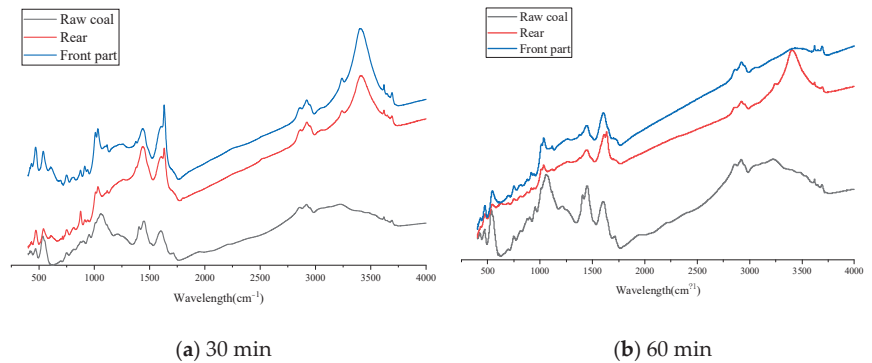 Raw coal
Rear
Front part
500 1000 1500 2000 2500 3000 3500 4000
Wavelength(cm⁻¹)
(a) 30 min
Raw coal
Rear
Front part
500 1000 1500 2000 2500 3000 3500 4000
Wavelength(cm?1)
(b) 60 min